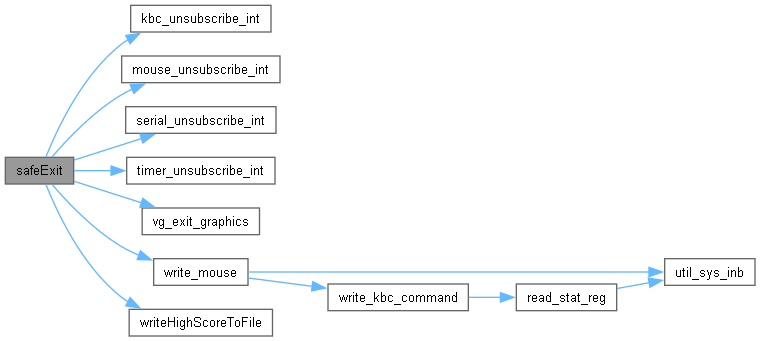 kbc_unsubscribe_int
mouse_unsubscribe_int
serial_unsubscribe_int
safeExit
timer_unsubscribe_int
vg_exit_graphics
write_mouse
util_sys_inb
write_kbc_command
read_stat_reg
writeHighScoreToFile